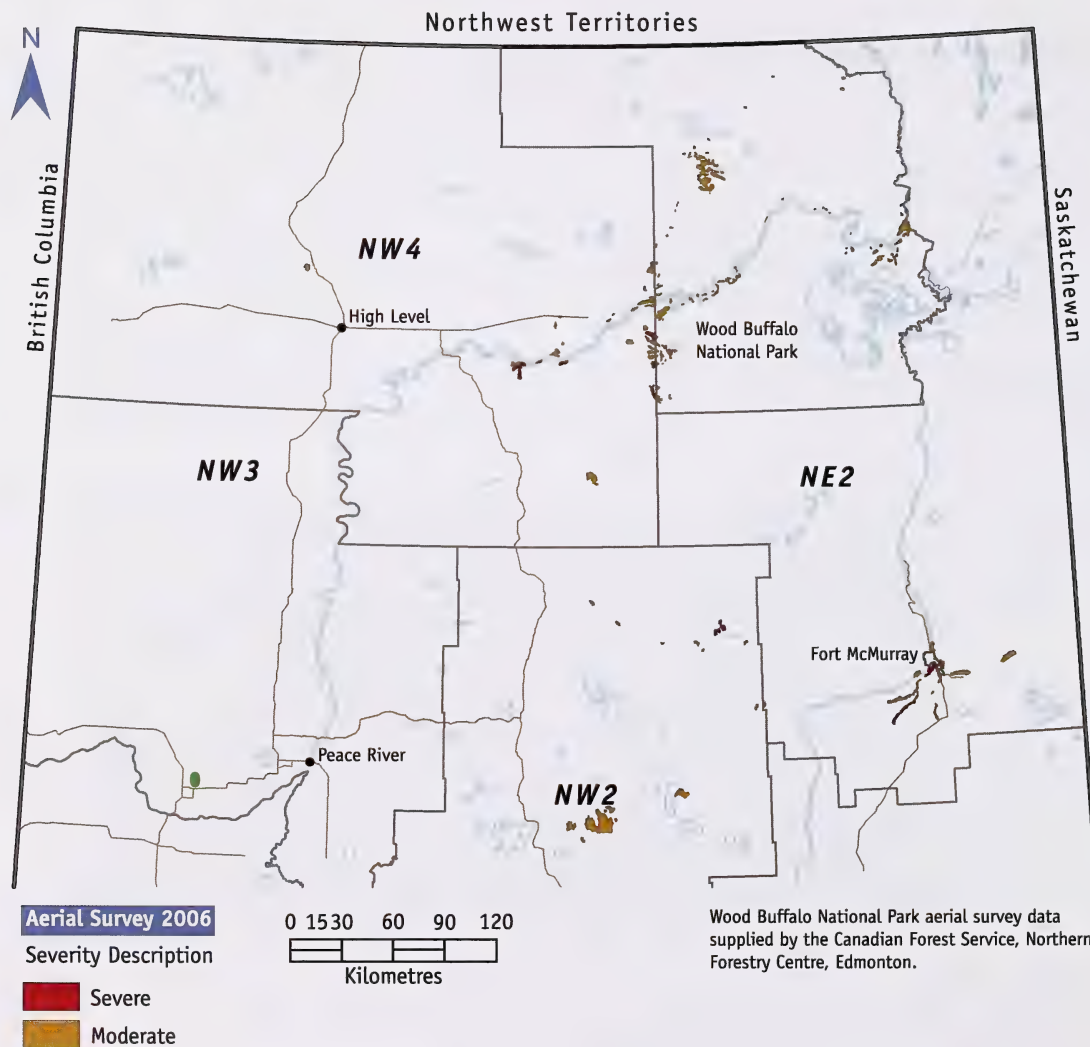 Northwest Territories
N
British Columbia
Saskatchewan
NW4
High Level
Wood Buffalo
National Park
NW3
NE2
Fort McMurray
Peace River
NW2
Aerial Survey 2006
Severity Description
Severe
Moderate
0 15 30 60 90 120
Kilometres
Wood Buffalo National Park aerial survey data
supplied by the Canadian Forest Service, Northern
Forestry Centre, Edmonton.